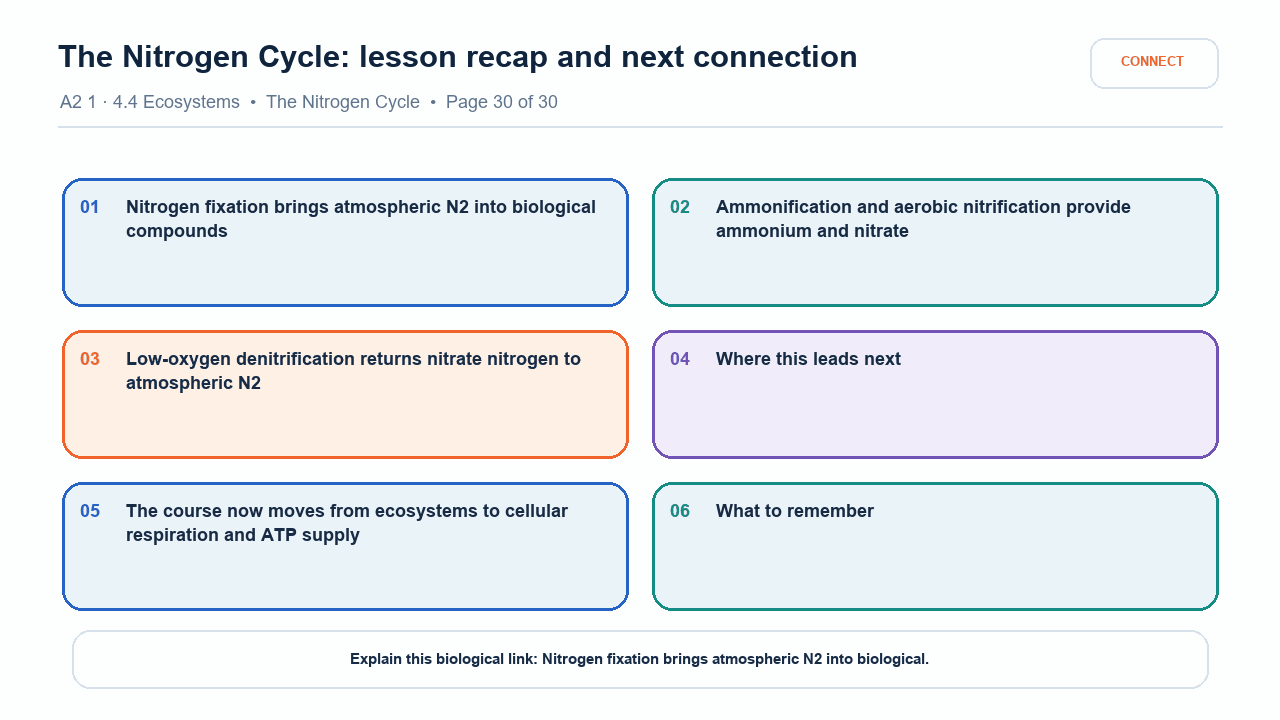 The Nitrogen Cycle: lesson recap and next connection
CONNECT
A2 1 · 4.4 Ecosystems • The Nitrogen Cycle • Page 30 of 30
01 Nitrogen fixation brings atmospheric N2 into biological
compounds
02 Ammonification and aerobic nitrification provide
ammonium and nitrate
03 Low-oxygen denitrification returns nitrate nitrogen to
atmospheric N2
04 Where this leads next
05 The course now moves from ecosystems to cellular
respiration and ATP supply
06 What to remember
Explain this biological link: Nitrogen fixation brings atmospheric N2 into biological.